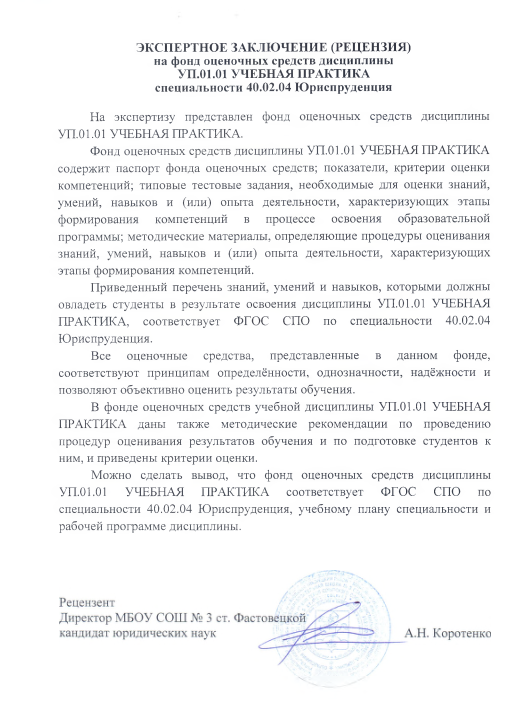 ЭКСПЕРТНОЕ ЗАКЛЮЧЕНИЕ (РЕЦЕНЗИЯ)
на фонд оценочных средств дисциплины
УП.01.01 УЧЕБНАЯ ПРАКТИКА
специальности 40.02.04 Юриспруденция
На экспертизу представлен фонд оценочных средств дисциплины
УП.01.01 УЧЕБНАЯ ПРАКТИКА.
Фонд оценочных средств дисциплины УП.01.01 УЧЕБНАЯ ПРАКТИКА
содержит паспорт фонда оценочных средств; показатели, критерии оценки
компетенций; типовые тестовые задания, необходимые для оценки знаний,
умений, навыков и (или) опыта деятельности, характеризующих этапы
формирования компетенций в процессе освоения образовательной
программы; методические материалы, определяющие процедуры оценивания
знаний, умений, навыков и (или) опыта деятельности, характеризующих
этапы формирования компетенций.
Приведенный перечень знаний, умений и навыков, которыми должны
овладеть студенты в результате освоения дисциплины УП.01.01 УЧЕБНАЯ
ПРАКТИКА, соответствует ФГОС СПО по специальности 40.02.04
Юриспруденция.
Все оценочные средства, представленные в данном фонде,
соответствуют принципам определённости, однозначности, надёжности и
позволяют объективно оценить результаты обучения.
В фонде оценочных средств учебной дисциплины УП.01.01 УЧЕБНАЯ
ПРАКТИКА даны также методические рекомендации по проведению
процедур оценивания результатов обучения и по подготовке студентов к
ним, и приведены критерии оценки.
Можно сделать вывод, что фонд оценочных средств дисциплины
УП.01.01 УЧЕБНАЯ ПРАКТИКА соответствует ФГОС СПО по
специальности 40.02.04 Юриспруденция, учебному плану специальности и
рабочей программе дисциплины.
Рецензент
Директор МБОУ СОШ № 3 ст. Фастовецкой
кандидат юридических наук А.Н. Коротенко